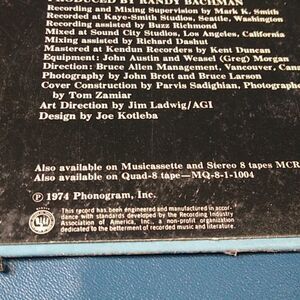 PRODUCED BY RANDY BACHMAN
Recording and Mixing Supervision by Mark K. Smith
Recorded at Kaye-Smith Studios, Seattle, Washington
Recording assisted by Buzz Richmond
Mixed at Sound City Studios, Los Angeles, California
Mixing assisted by Richard Dashut
Mastered at Kendun Recorders by Kent Duncan
Equipment: John Austin and Weasel (Greg) Morgan
Direction: Bruce Allen Management, Vancouver, Cana
Photography by John Brott and Bruce Larson
Cover Construction by Parvis Sadighian, Photograph
by Tom Zamiar
Art Direction by Jim Ladwig/AGI
Design by Joe Kotleba
Also available on Musicassette and Stereo 8 tapes MCR
Also available on Quad-8 tape—MQ-8-1-1004
℗ 1974 Phonogram, Inc.
This record has been engineered and manufactured in accor-
dance with standards developed by the Recording Industry
Association of America, Inc., a non-profit organization
dedicated to the betterment of recorded music and literature.